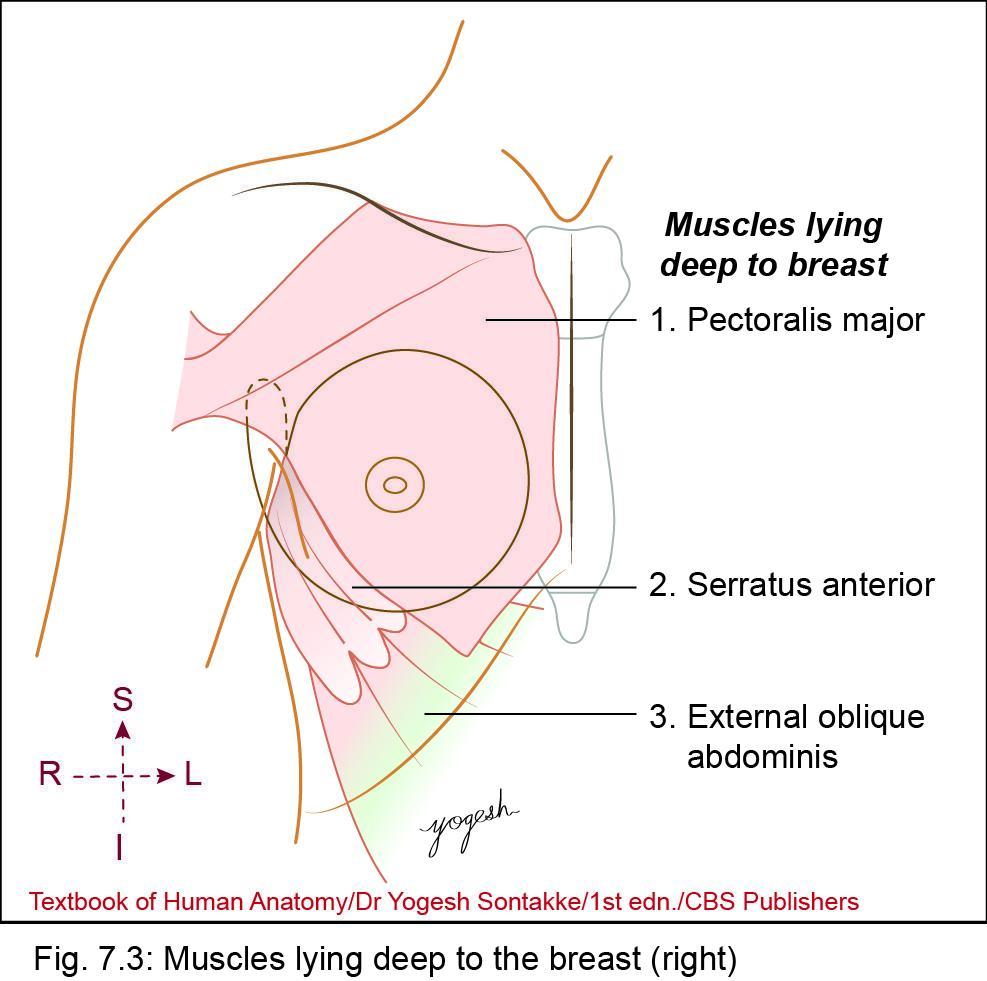 Muscles lying
deep to breast
1. Pectoralis major
2. Serratus anterior
3. External oblique
abdominis
S
R
L
I
yogesh
Textbook of Human Anatomy/Dr Yogesh Sontakke/1st edn./CBS Publishers
Fig. 7.3: Muscles lying deep to the breast (right)